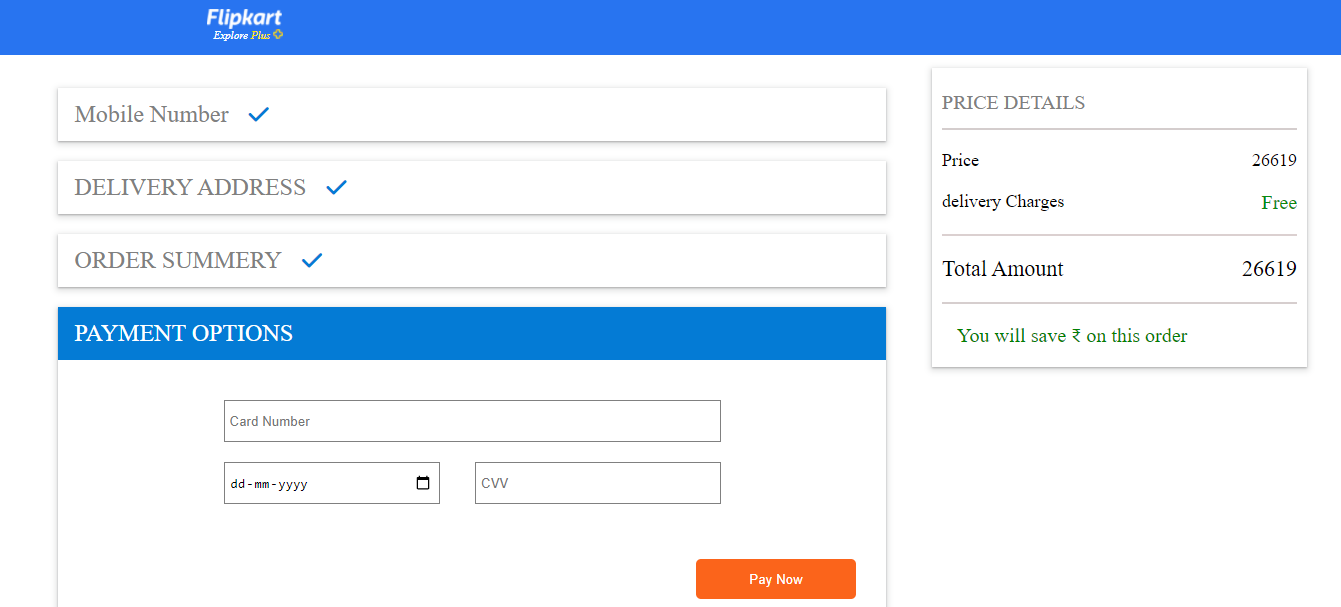 Flipkart
Explore Plus
Mobile Number
DELIVERY ADDRESS
ORDER SUMMERY
PAYMENT OPTIONS
Card Number
dd-mm-yyyy
CVV
Pay Now
PRICE DETAILS
Price 26619
delivery Charges Free
Total Amount 26619
You will save ₹ on this order